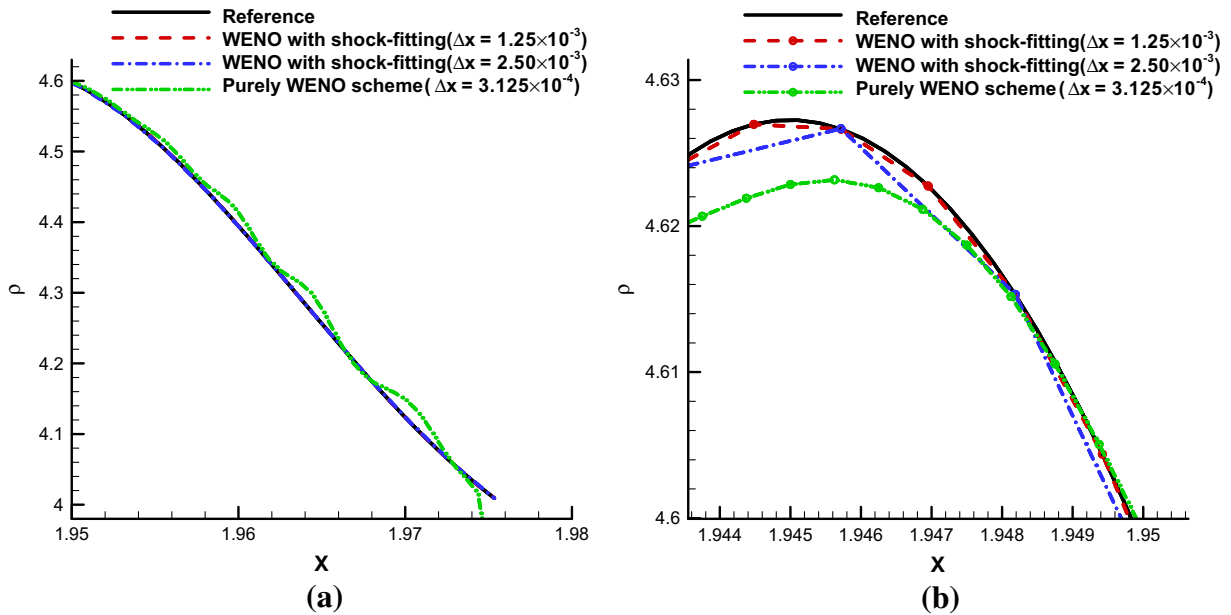 Reference
WENO with shock-fitting(Δx = 1.25×10⁻³)
WENO with shock-fitting(Δx = 2.50×10⁻³)
Purely WENO scheme(Δx = 3.125×10⁻⁴)
4.6
4.5
4.4
4.3
4.2
4.1
4
ρ
1.95
1.96
1.97
1.98
X
(a)
Reference
WENO with shock-fitting(Δx = 1.25×10⁻³)
WENO with shock-fitting(Δx = 2.50×10⁻³)
Purely WENO scheme(Δx = 3.125×10⁻⁴)
4.63
4.62
4.61
4.6
ρ
1.944
1.945
1.946
1.947
1.948
1.949
1.95
X
(b)